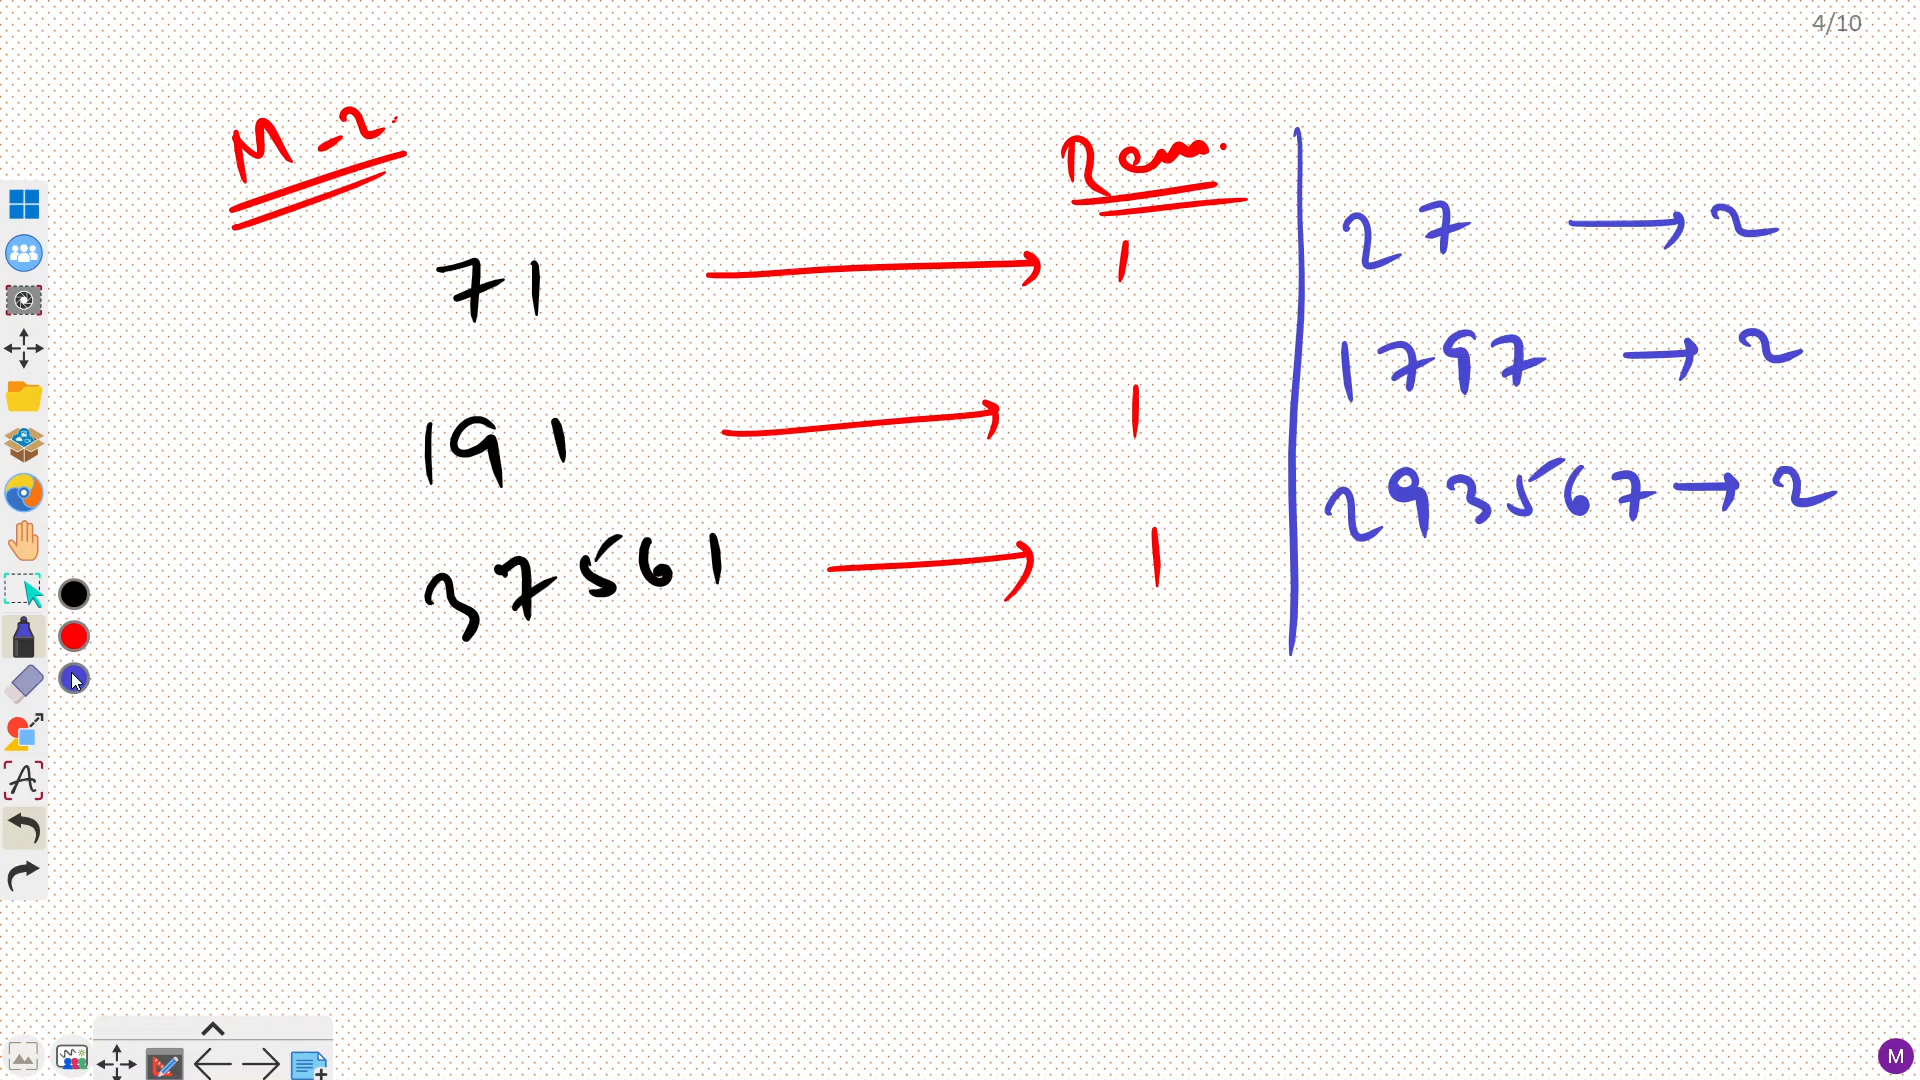 4/10
M-2.
Rem.
71 → 1
191 → 1
37561 → 1
27 → 2
1797 → 2
293567 → 2
M